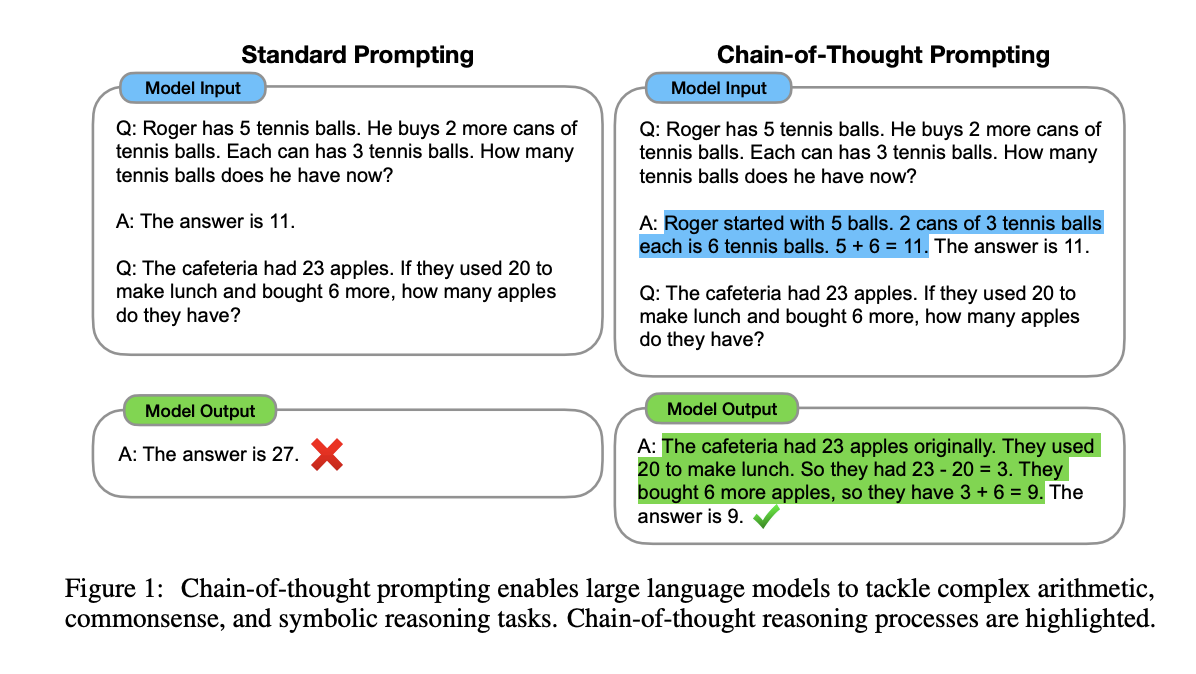 Standard Prompting
Model Input
Q: Roger has 5 tennis balls. He buys 2 more cans of
tennis balls. Each can has 3 tennis balls. How many
tennis balls does he have now?
A: The answer is 11.
Q: The cafeteria had 23 apples. If they used 20 to
make lunch and bought 6 more, how many apples
do they have?
Model Output
A: The answer is 27.
Chain-of-Thought Prompting
Model Input
Q: Roger has 5 tennis balls. He buys 2 more cans of
tennis balls. Each can has 3 tennis balls. How many
tennis balls does he have now?
A: Roger started with 5 balls. 2 cans of 3 tennis balls
each is 6 tennis balls. 5 + 6 = 11. The answer is 11.
Q: The cafeteria had 23 apples. If they used 20 to
make lunch and bought 6 more, how many apples
do they have?
Model Output
A: The cafeteria had 23 apples originally. They used
20 to make lunch. So they had 23 - 20 = 3. They
bought 6 more apples, so they have 3 + 6 = 9. The
answer is 9.
Figure 1: Chain-of-thought prompting enables large language models to tackle complex arithmetic,
commonsense, and symbolic reasoning tasks. Chain-of-thought reasoning processes are highlighted.